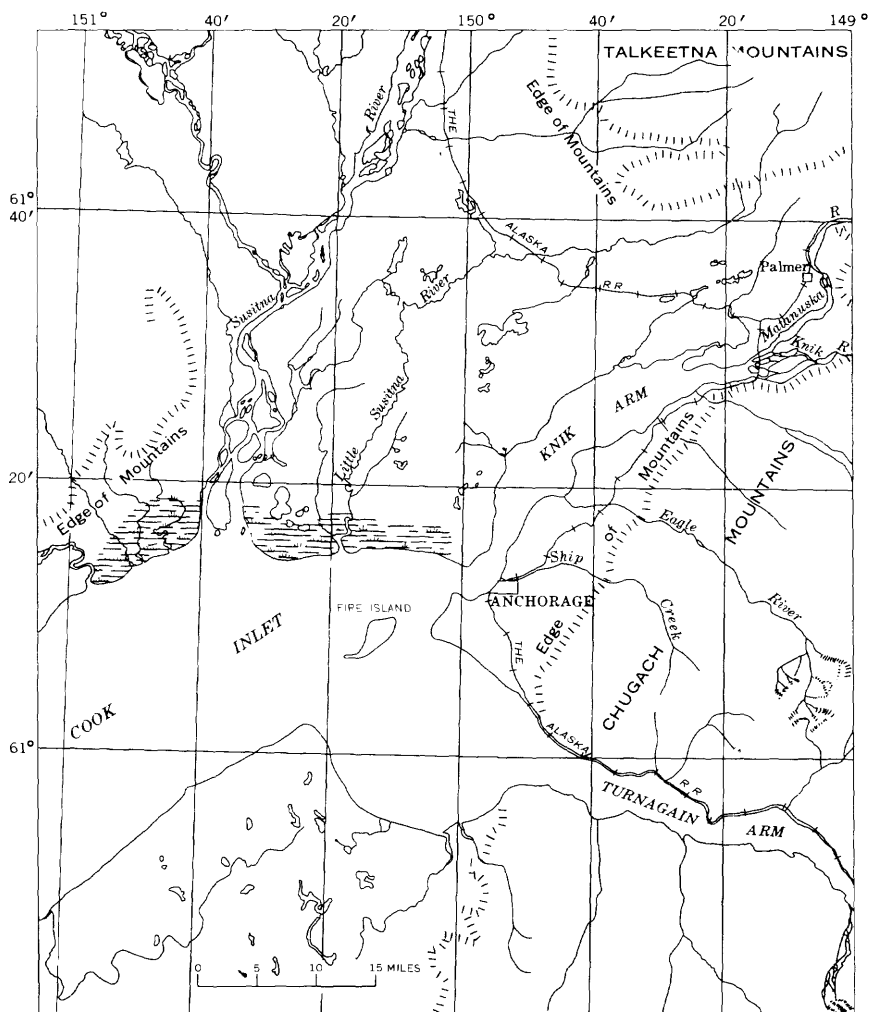 151° 40′ 20′ 150° 40′ 20′ 149°
TALKEETNA MOUNTAINS
River
THE
Edge of Mountains
61°
40′
ALASKA
R
RR
Palmer
River
Susitna
Matanuska
Knik R
Susitna
ARM
KNIK
Mountains
Edge of Mountains
Little
20′
MOUNTAINS
Eagle
of
Ship
ANCHORAGE
FIRE ISLAND
River
INLET
Creek
Edge
THE
CHUGACH
COOK
ALASKA
61°
RR
TURNAGAIN
ARM
0 5 10 15 MILES